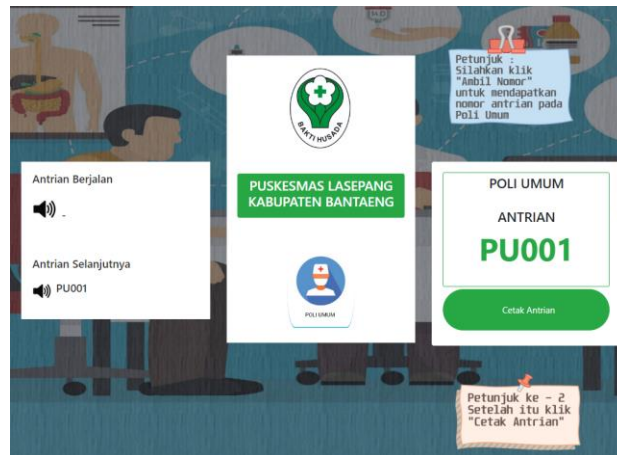 Petunjuk :
Silahkan klik
"Ambil Nomor"
untuk mendapatkan
nomor antrian pada
Poli Umum
BAKTI HUSADA
Antrian Berjalan
-
Antrian Selanjutnya
PU001
PUSKESMAS LASEPANG
KABUPATEN BANTAENG
POLI UMUM
POLI UMUM
ANTRIAN
PU001
Cetak Antrian
Petunjuk ke - 2
Setelah itu klik
"Cetak Antrian"